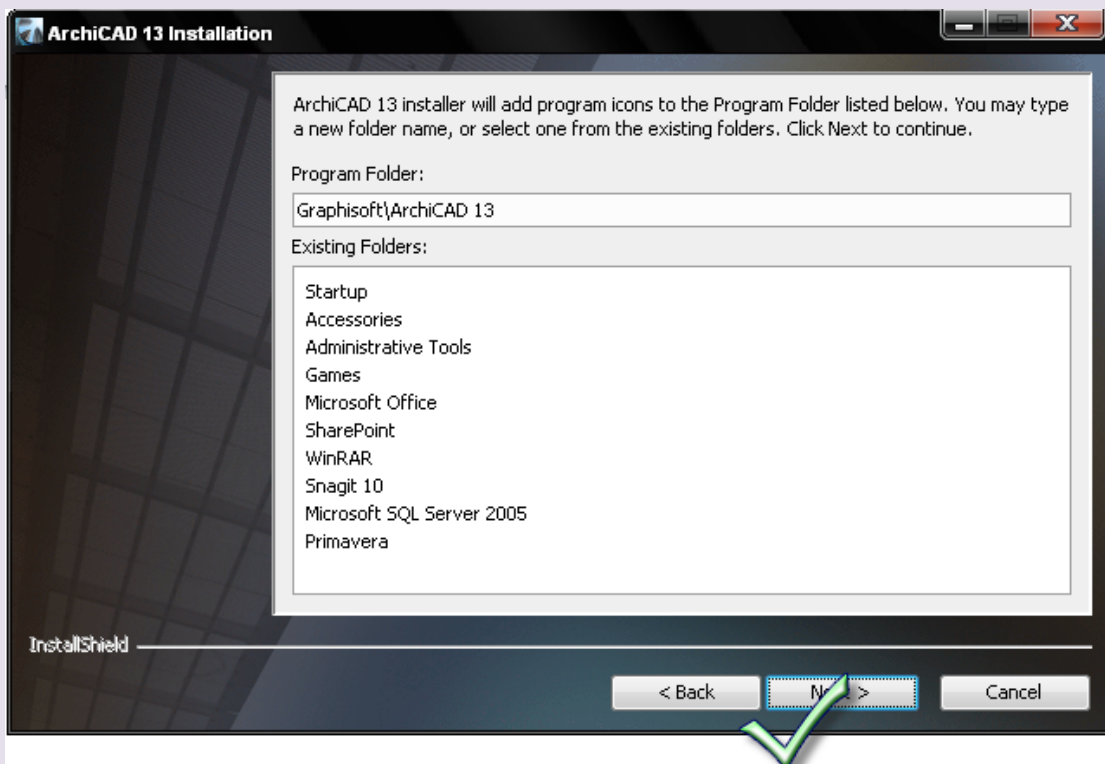 ArchiCAD 13 Installation
ArchiCAD 13 installer will add program icons to the Program Folder listed below. You may type
a new folder name, or select one from the existing folders. Click Next to continue.
Program Folder:
Graphisoft\ArchiCAD 13
Existing Folders:
Startup
Accessories
Administrative Tools
Games
Microsoft Office
SharePoint
WinRAR
Snagit 10
Microsoft SQL Server 2005
Primavera
InstallShield
< Back Next > Cancel